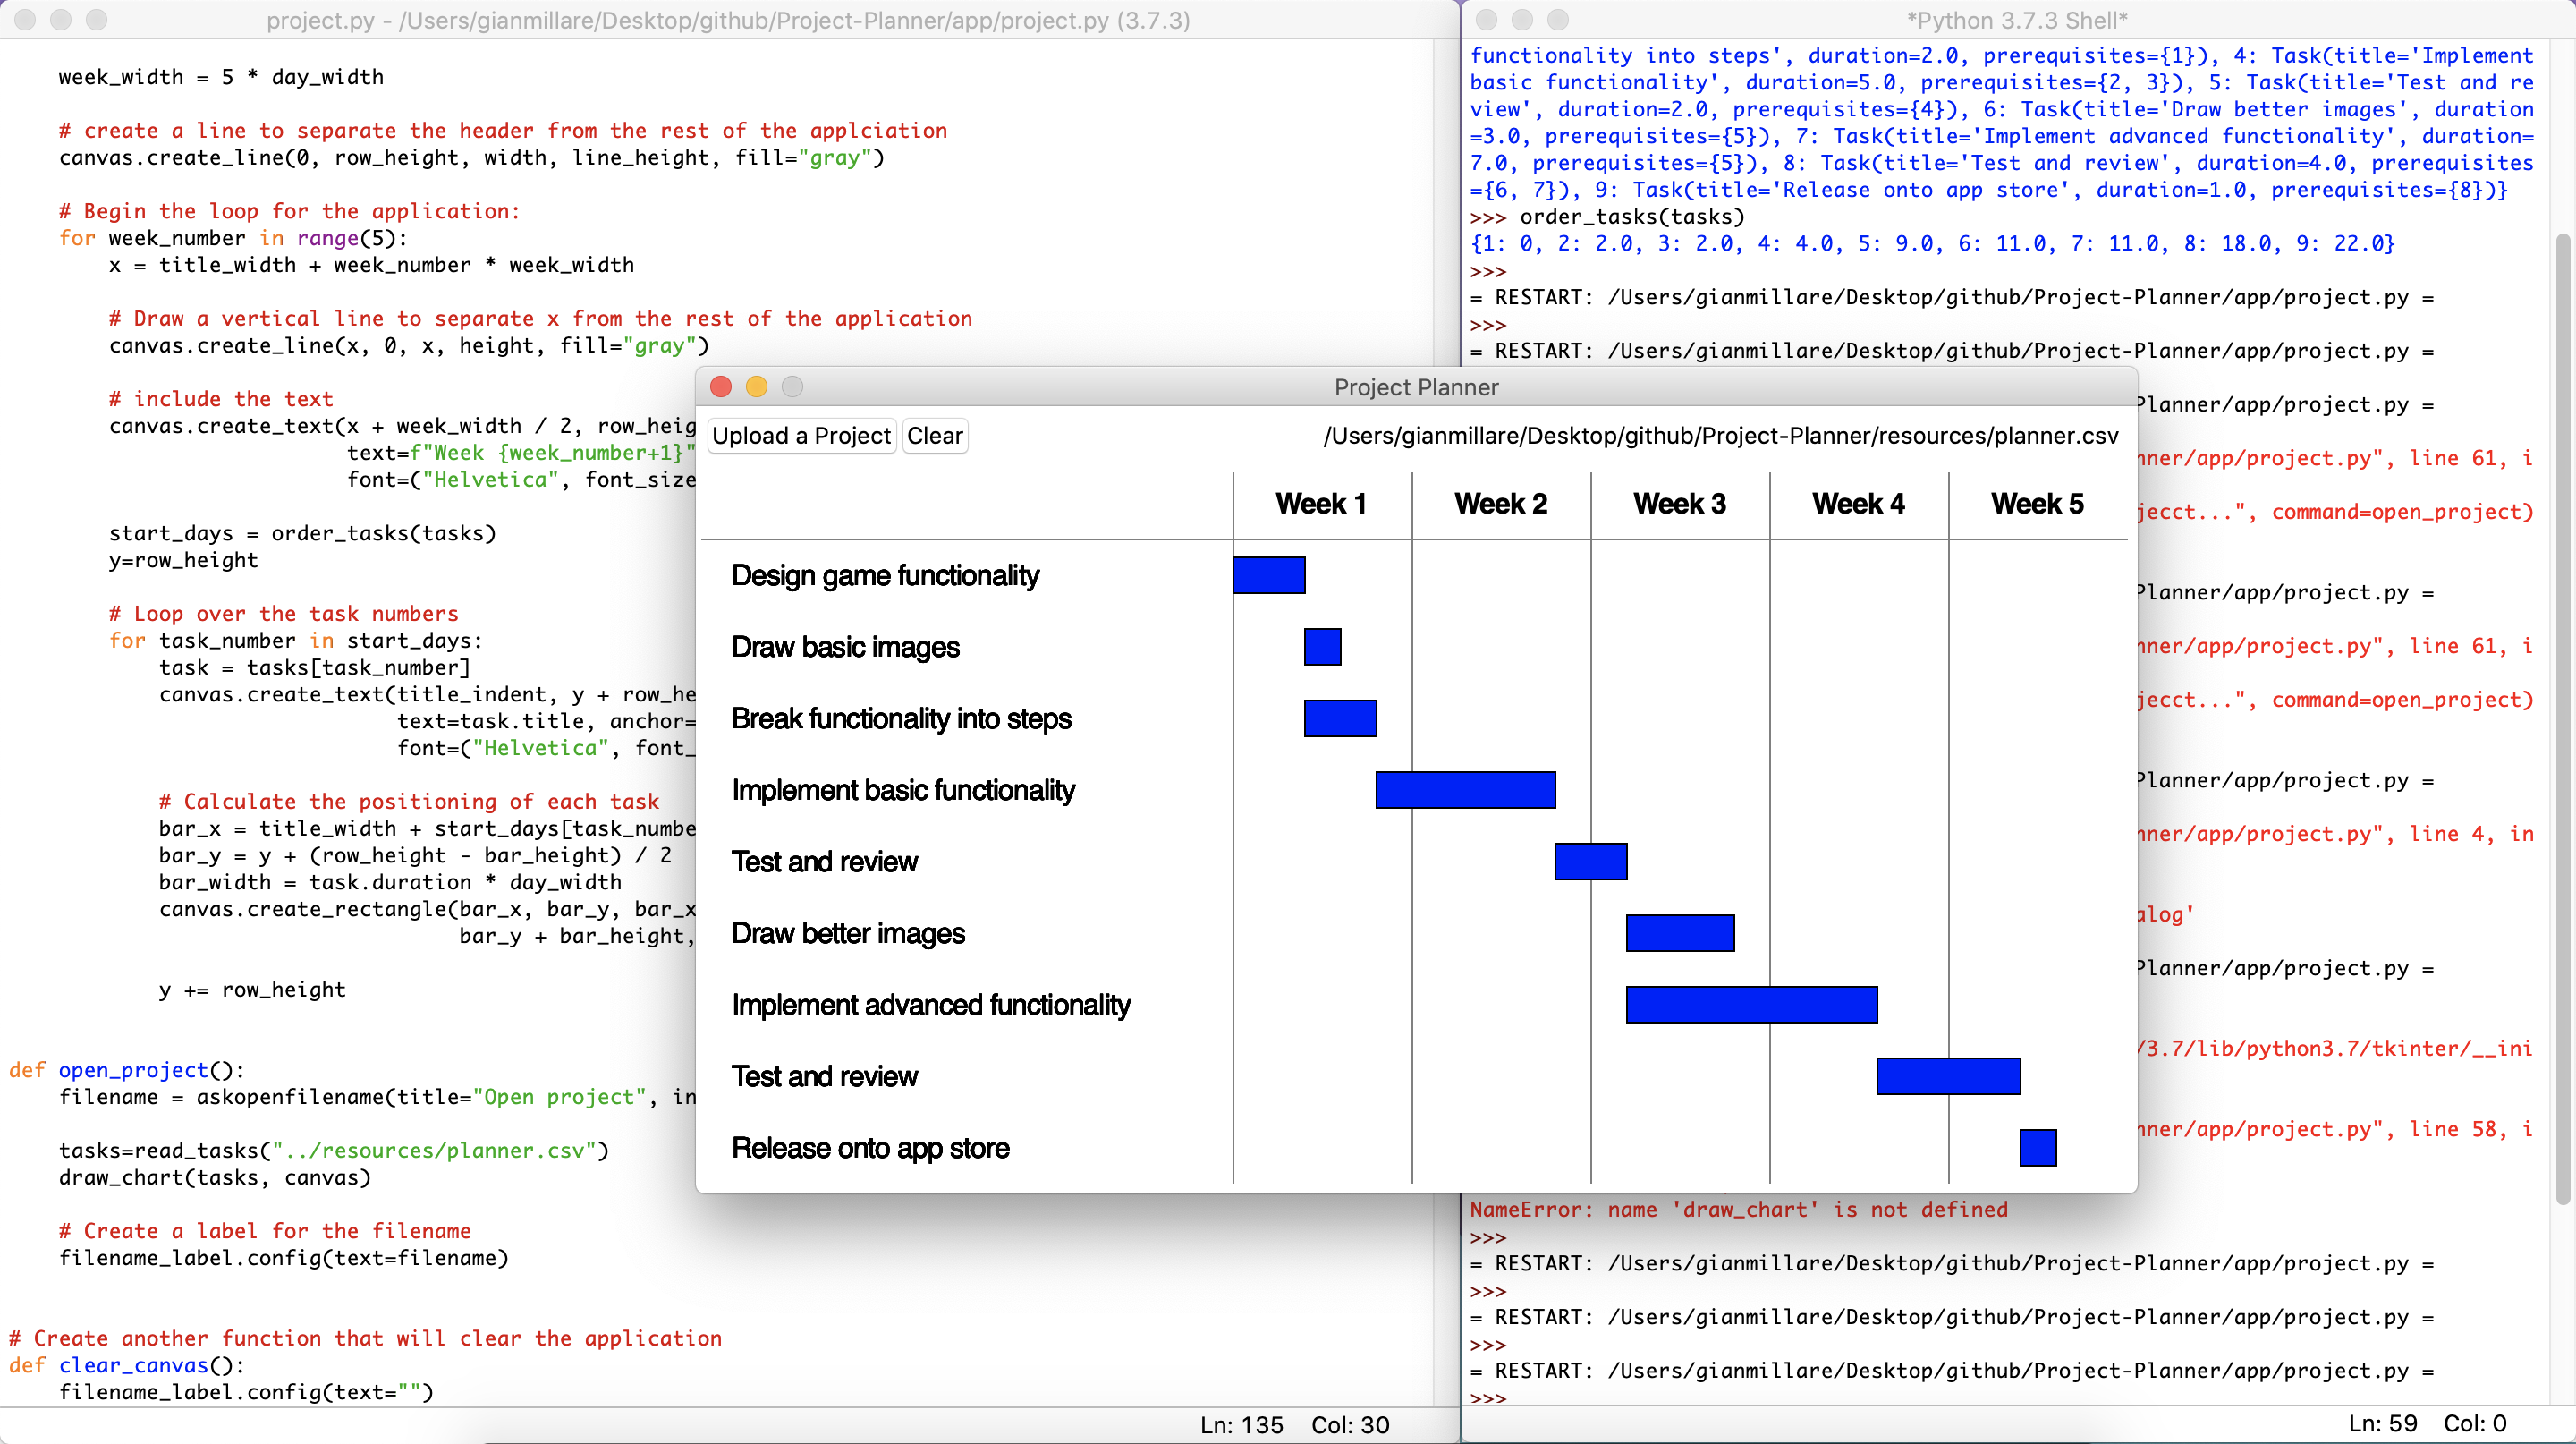 project.py - /Users/gianmillare/Desktop/github/Project-Planner/app/project.py (3.7.3)
week_width = 5 * day_width
# create a line to separate the header from the rest of the applciation
canvas.create_line(0, row_height, width, line_height, fill="gray")
# Begin the loop for the application:
for week_number in range(5):
x = title_width + week_number * week_width
# Draw a vertical line to separate x from the rest of the application
canvas.create_line(x, 0, x, height, fill="gray")
# include the text
canvas.create_text(x + week_width / 2, row_heig
text=f"Week {week_number+1}"
font=("Helvetica", font_size
start_days = order_tasks(tasks)
y=row_height
# Loop over the task numbers
for task_number in start_days:
task = tasks[task_number]
canvas.create_text(title_indent, y + row_he
text=task.title, anchor=
font=("Helvetica", font_
# Calculate the positioning of each task
bar_x = title_width + start_days[task_numbe
bar_y = y + (row_height - bar_height) / 2
bar_width = task.duration * day_width
canvas.create_rectangle(bar_x, bar_y, bar_x
bar_y + bar_height,
y += row_height
def open_project():
filename = askopenfilename(title="Open project", in
tasks=read_tasks("../resources/planner.csv")
draw_chart(tasks, canvas)
# Create a label for the filename
filename_label.config(text=filename)
# Create another function that will clear the application
def clear_canvas():
filename_label.config(text="")
Ln: 135 Col: 30
*Python 3.7.3 Shell*
functionality into steps', duration=2.0, prerequisites={1}), 4: Task(title='Implement
basic functionality', duration=5.0, prerequisites={2, 3}), 5: Task(title='Test and re
view', duration=2.0, prerequisites={4}), 6: Task(title='Draw better images', duration
=3.0, prerequisites={5}), 7: Task(title='Implement advanced functionality', duration=
7.0, prerequisites={5}), 8: Task(title='Test and review', duration=4.0, prerequisites
={6, 7}), 9: Task(title='Release onto app store', duration=1.0, prerequisites={8})}
>>> order_tasks(tasks)
{1: 0, 2: 2.0, 3: 2.0, 4: 4.0, 5: 9.0, 6: 11.0, 7: 11.0, 8: 18.0, 9: 22.0}
>>>
= RESTART: /Users/gianmillare/Desktop/github/Project-Planner/app/project.py =
>>>
= RESTART: /Users/gianmillare/Desktop/github/Project-Planner/app/project.py =
Planner/app/project.py =
nner/app/project.py", line 61, i
jecct...", command=open_project)
Planner/app/project.py =
nner/app/project.py", line 61, i
jecct...", command=open_project)
Planner/app/project.py =
nner/app/project.py", line 4, in
alog'
Planner/app/project.py =
/3.7/lib/python3.7/tkinter/__ini
nner/app/project.py", line 58, i
NameError: name 'draw_chart' is not defined
>>>
= RESTART: /Users/gianmillare/Desktop/github/Project-Planner/app/project.py =
>>>
= RESTART: /Users/gianmillare/Desktop/github/Project-Planner/app/project.py =
>>>
= RESTART: /Users/gianmillare/Desktop/github/Project-Planner/app/project.py =
>>>
Ln: 59 Col: 0
Project Planner
Upload a Project Clear /Users/gianmillare/Desktop/github/Project-Planner/resources/planner.csv
Week 1 Week 2 Week 3 Week 4 Week 5
Design game functionality
Draw basic images
Break functionality into steps
Implement basic functionality
Test and review
Draw better images
Implement advanced functionality
Test and review
Release onto app store